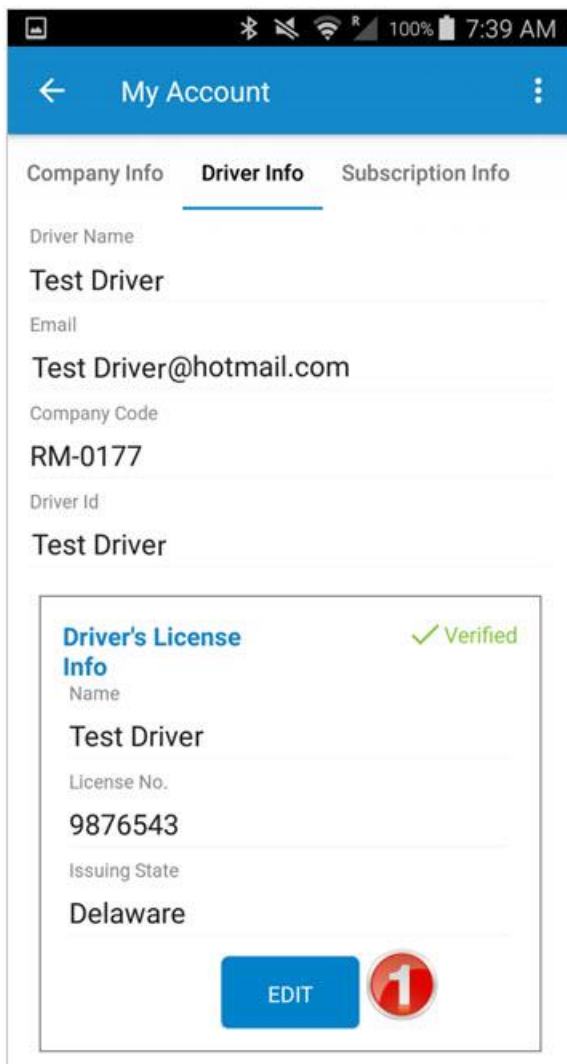 R 100% 7:39 AM
My Account
Company Info Driver Info Subscription Info
Driver Name
Test Driver
Email
Test Driver@hotmail.com
Company Code
RM-0177
Driver Id
Test Driver
Driver's License
Info
Verified
Name
Test Driver
License No.
9876543
Issuing State
Delaware
EDIT
1